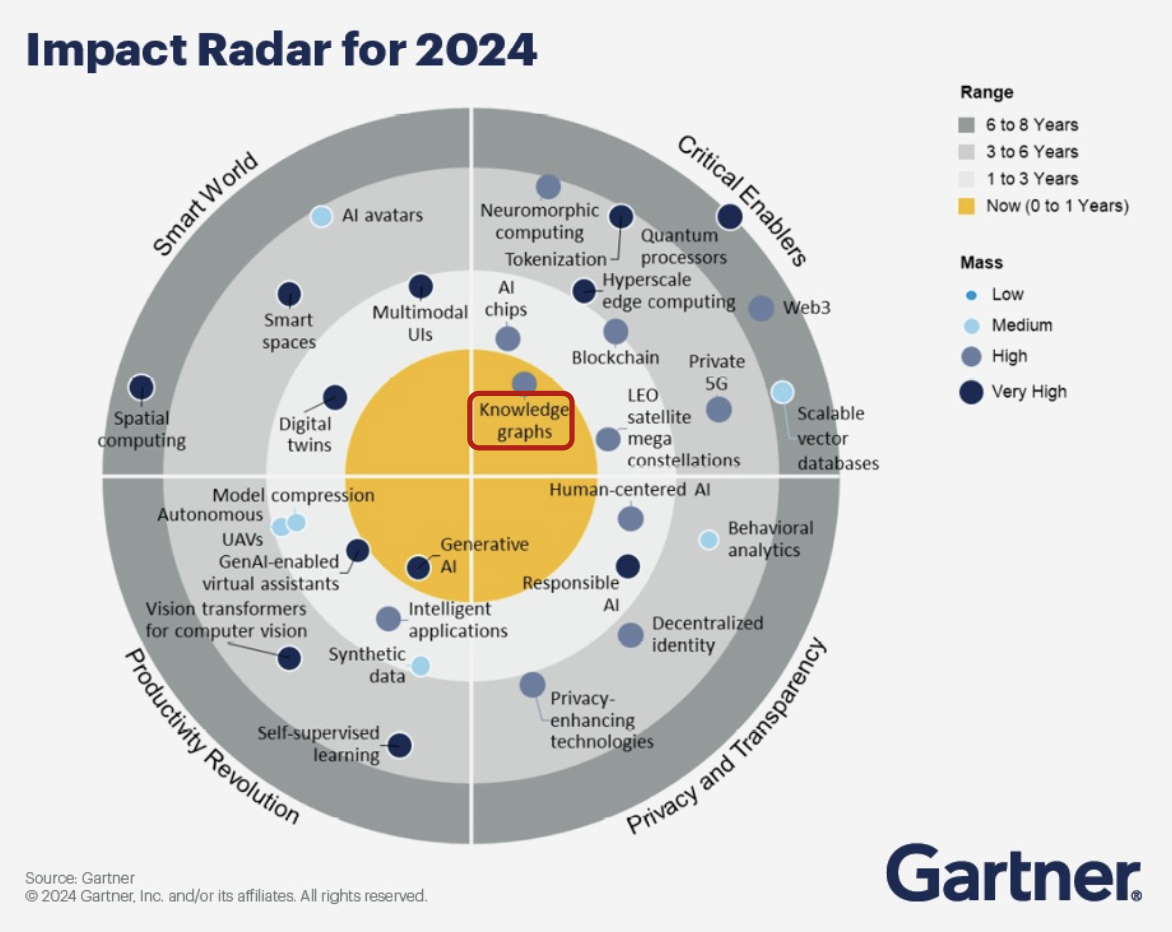 Impact Radar for 2024
Range
6 to 8 Years
3 to 6 Years
1 to 3 Years
Now (0 to 1 Years)
Mass
Low
Medium
High
Very High
Smart World
AI avatars
Smart
spaces
Multimodal
UIs
Spatial
computing
Digital
twins
Critical Enablers
Neuromorphic
computing
Tokenization
Quantum
processors
AI
chips
Hyperscale
edge computing
Web3
Blockchain
Private
5G
Knowledge
graphs
LEO
satellite
mega
constellations
Scalable
vector
databases
Model compression
Autonomous
UAVs
GenAI-enabled
virtual assistants
Generative
AI
Vision transformers
for computer vision
Intelligent
applications
Synthetic
data
Self-supervised
learning
Productivity Revolution
Human-centered AI
Behavioral
analytics
Responsible
AI
Decentralized
identity
Privacy-
enhancing
technologies
Privacy and Transparency
Source: Gartner
© 2024 Gartner, Inc. and/or its affiliates. All rights reserved.
Gartner®